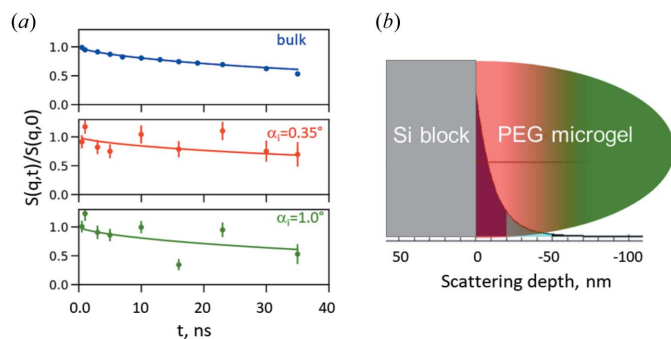 (a)
bulk
1.0
0.5
0.0
αi=0.35°
1.0
0.5
0.0
αi=1.0°
1.0
0.5
0.0
S(q,t)/S(q,0)
0.0 10 20 30 40
t, ns
(b)
Si block PEG microgel
50 0 -50 -100
Scattering depth, nm